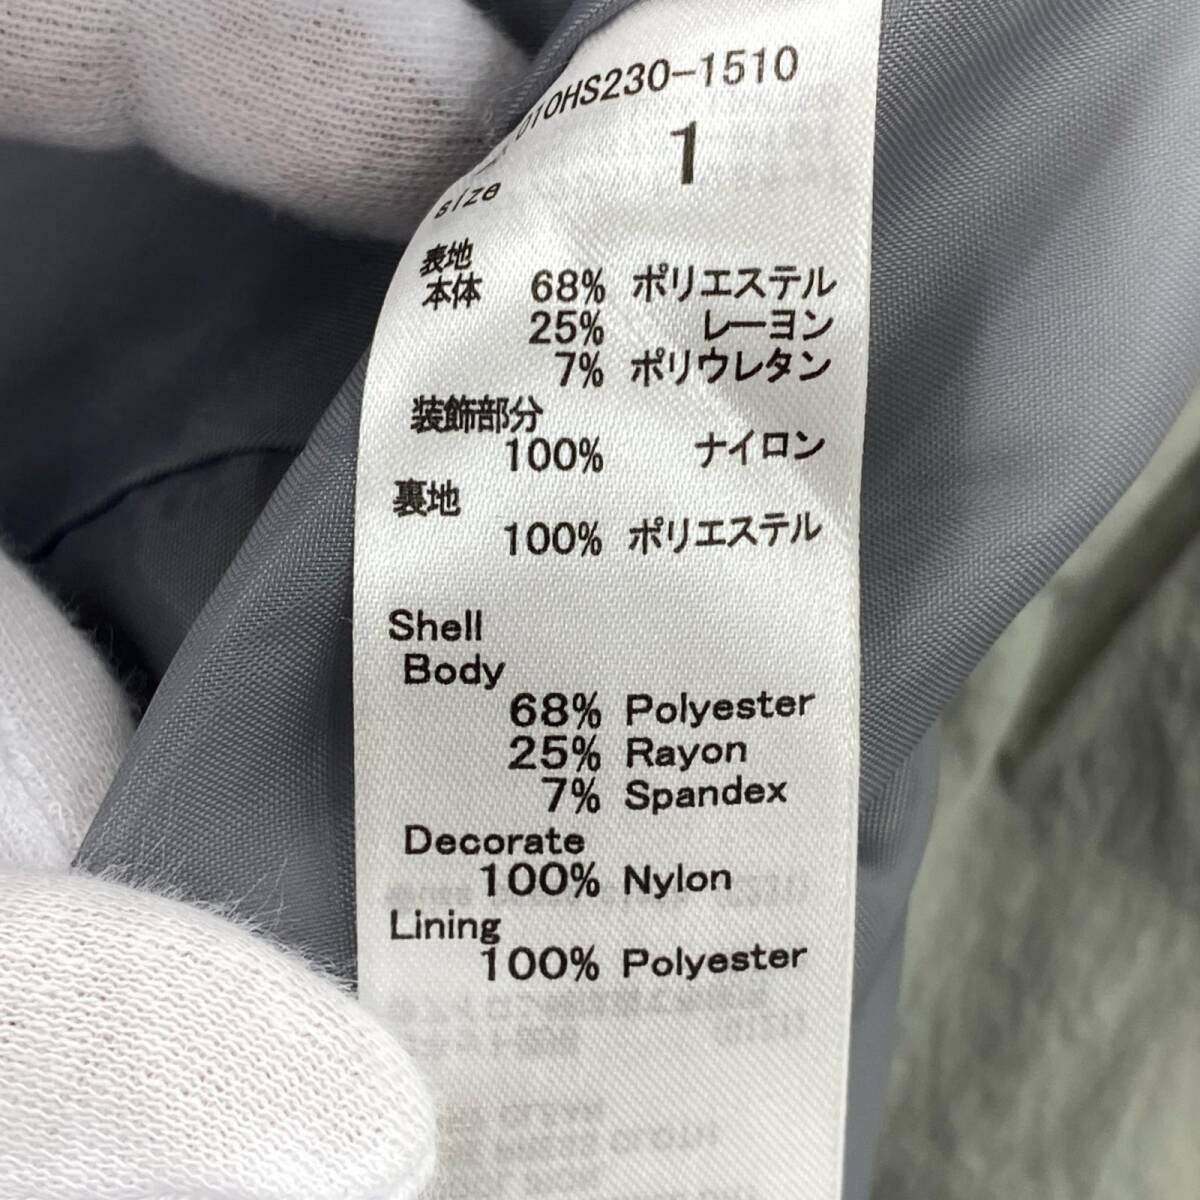 010HS230-1510
size 1
表地
本体 68% ポリエステル
25% レーヨン
7% ポリウレタン
装飾部分
100% ナイロン
裏地
100% ポリエステル
Shell
Body
68% Polyester
25% Rayon
7% Spandex
Decorate
100% Nylon
Lining
100% Polyester